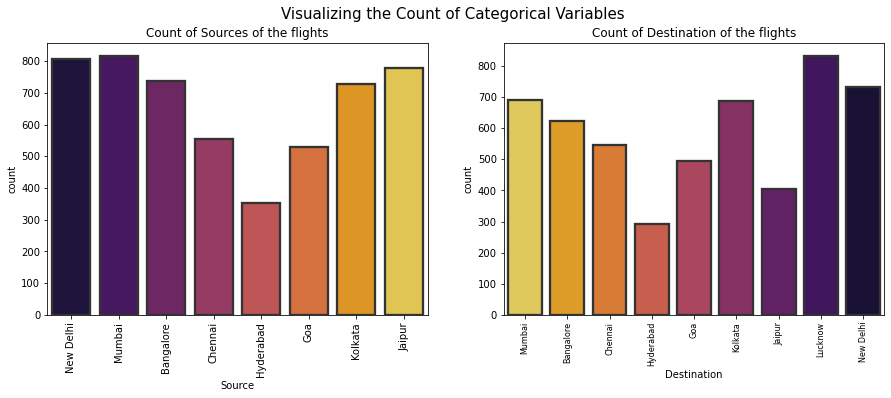 Visualizing the Count of Categorical Variables
Count of Sources of the flights
count
800
700
600
500
400
300
200
100
0
New Delhi
Mumbai
Bangalore
Chennai
Hyderabad
Goa
Kolkata
Jaipur
Source
Count of Destination of the flights
count
800
700
600
500
400
300
200
100
0
Mumbai
Bangalore
Chennai
Hyderabad
Goa
Kolkata
Jaipur
Lucknow
New Delhi
Destination